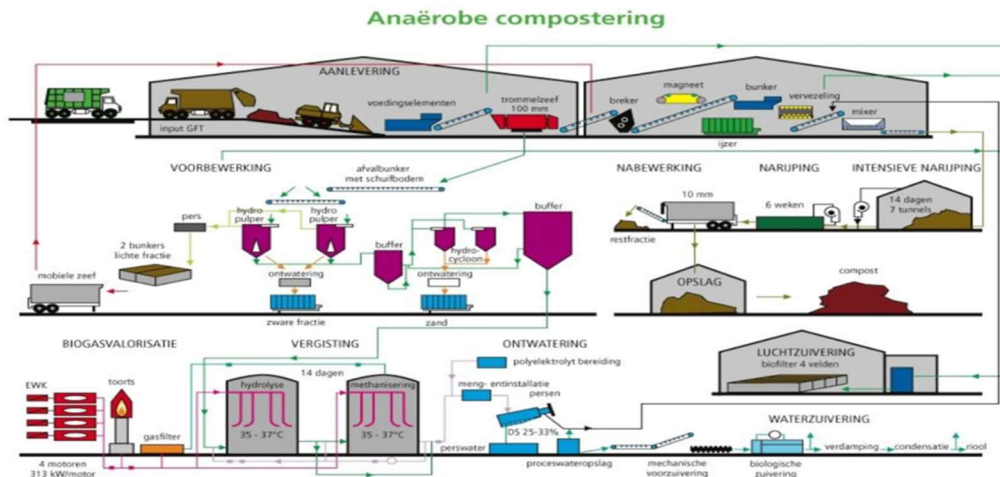 Anaërobe compostering
AANLEVERING
input GFT
voedingselementen
trommelzeef
100 mm
breker
magneet
ijzer
bunker
vervezeling
mixer
VOORBEWERKING
afvalbunker
met schuifbodem
pers
hydro
pulper
hydro
pulper
2 bunkers
lichte fractie
mobiele zeef
ontwatering
zware fractie
buffer
hydro-
cycloon
ontwatering
zand
buffer
NABEWERKING
NARIJPING
INTENSIEVE NARIJPING
10 mm
6 weken
14 dagen
7 tunnels
restfractie
OPSLAG
compost
BIOGASVALORISATIE
VERGISTING
ONTWATERING
EWK
toorts
gasfilter
4 motoren
313 kW/motor
14 dagen
hydrolyse
35 - 37°C
methanisering
35 - 37°C
polyelektrolyt bereiding
meng- entinstallatie
persen
DS 25-33%
perswater
proceswateropslag
LUCHTZUIVERING
biofilter 4 velden
WATERZUIVERING
mechanische
voorzuivering
biologische
zuivering
verdamping
condensatie
riool